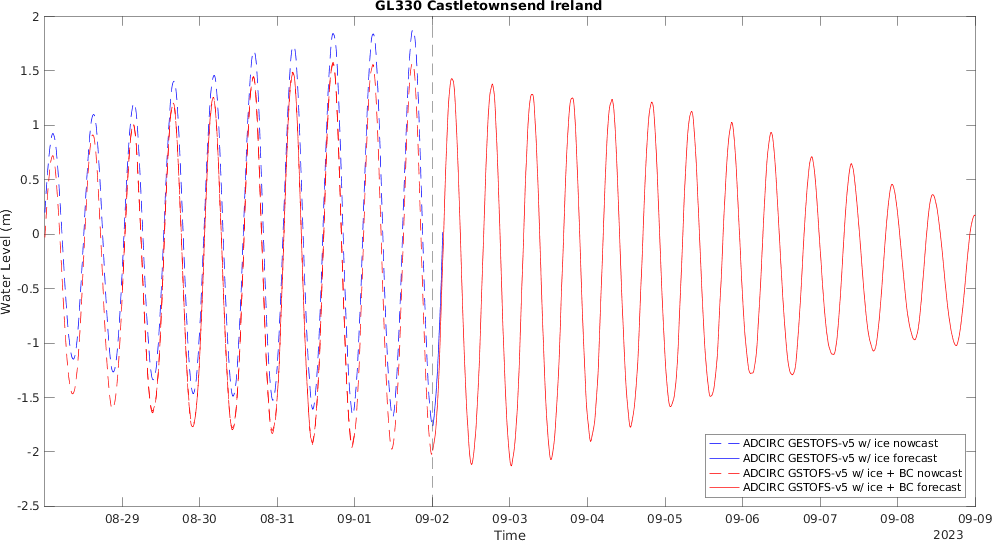 GL330 Castletownsend Ireland
2
1.5
1
0.5
0
-0.5
-1
-1.5
-2
-2.5
Water Level (m)
ADCIRC GESTOFS-v5 w/ ice nowcast
ADCIRC GESTOFS-v5 w/ ice forecast
ADCIRC GSTOFS-v5 w/ ice + BC nowcast
ADCIRC GSTOFS-v5 w/ ice + BC forecast
08-29 08-30 08-31 09-01 09-02 09-03 09-04 09-05 09-06 09-07 09-08 09-09
Time
2023